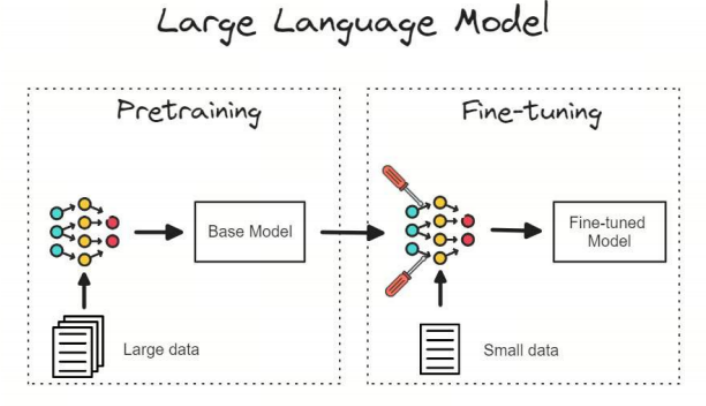 Large Language Model
Pretraining
Fine-tuning
Base Model
Fine-tuned
Model
Large data
Small data